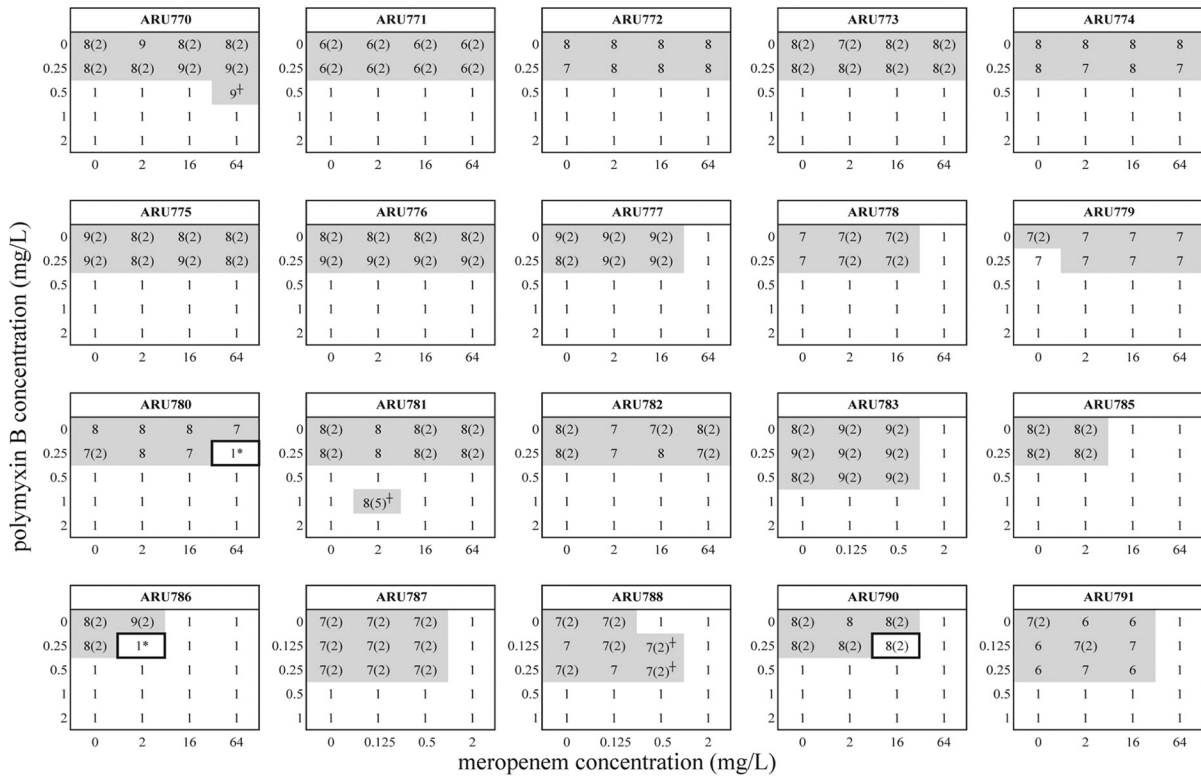 ARU770 ARU771 ARU772 ARU773 ARU774
0 8(2) 9 8(2) 8(2) 6(2) 6(2) 6(2) 6(2) 8 8 8 8 8(2) 7(2) 8(2) 8(2) 8 8 8 8
0.25 8(2) 8(2) 9(2) 9(2) 6(2) 6(2) 6(2) 6(2) 7 8 8 8 8(2) 8(2) 8(2) 8(2) 8 7 8 7
0.5 1 1 1 9† 1 1 1 1 1 1 1 1 1 1 1 1 1 1 1 1
1 1 1 1 1 1 1 1 1 1 1 1 1 1 1 1 1 1 1 1 1
2 1 1 1 1 1 1 1 1 1 1 1 1 1 1 1 1 1 1 1 1
0 2 16 64 0 2 16 64 0 2 16 64 0 2 16 64 0 2 16 64
ARU775 ARU776 ARU777 ARU778 ARU779
0 9(2) 8(2) 8(2) 8(2) 0 8(2) 8(2) 8(2) 8(2) 0 9(2) 9(2) 9(2) 1 0 7 7(2) 7(2) 1 0 7(2) 7 7 7
0.25 9(2) 8(2) 9(2) 8(2) 0.25 9(2) 9(2) 9(2) 9(2) 0.25 8(2) 9(2) 9(2) 1 0.25 7 7(2) 7(2) 1 0.25 7 7 7 7
0.5 1 1 1 1 0.5 1 1 1 1 0.5 1 1 1 1 0.5 1 1 1 1 0.5 1 1 1 1
1 1 1 1 1 1 1 1 1 1 1 1 1 1 1 1 1 1 1 1 1 1 1 1 1 1
2 1 1 1 1 2 1 1 1 1 2 1 1 1 1 2 1 1 1 1 2 1 1 1 1
0 2 16 64 0 2 16 64 0 2 16 64 0 2 16 64 0 2 16 64
ARU780 ARU781 ARU782 ARU783 ARU785
0 8 8 8 7 0 8(2) 8 8(2) 8(2) 0 8(2) 7 7(2) 8(2) 0 8(2) 9(2) 9(2) 1 0 8(2) 8(2) 1 1
0.25 7(2) 8 7 1* 0.25 8(2) 8 8(2) 8(2) 0.25 8(2) 7 8 7(2) 0.25 9(2) 9(2) 9(2) 1 0.25 8(2) 8(2) 1 1
0.5 1 1 1 1 0.5 1 1 1 1 0.5 1 1 1 1 0.5 8(2) 9(2) 9(2) 1 0.5 1 1 1 1
1 1 1 1 1 1 1 8(5)† 1 1 1 1 1 1 1 1 1 1 1 1 1 1 1 1 1
2 1 1 1 1 2 1 1 1 1 2 1 1 1 1 2 1 1 1 1 2 1 1 1 1
0 2 16 64 0 2 16 64 0 2 16 64 0 0.125 0.5 2 0 2 16 64
ARU786 ARU787 ARU788 ARU790 ARU791
0 8(2) 9(2) 1 1 0 7(2) 7(2) 7(2) 1 0 7(2) 7(2) 1 1 0 8(2) 8 8(2) 1 0 7(2) 6 6 1
0.25 8(2) 1* 1 1 0.125 7(2) 7(2) 7(2) 1 0.125 7 7(2) 7(2)† 1 0.25 8(2) 8(2) 8(2) 1 0.125 6 7(2) 7 1
0.5 1 1 1 1 0.25 7(2) 7(2) 7(2) 1 0.25 7(2) 7 7(2)† 1 0.5 1 1 1 1 0.25 6 7 6 1
1 1 1 1 1 0.5 1 1 1 1 0.5 1 1 1 1 1 1 1 1 1 0.5 1 1 1 1
2 1 1 1 1 1 1 1 1 1 1 1 1 1 1 2 1 1 1 1 1 1 1 1 1
0 2 16 64 0 0.125 0.5 2 0 0.125 0.5 2 0 2 16 64 0 2 16 64
polymyxin B concentration (mg/L)
meropenem concentration (mg/L)